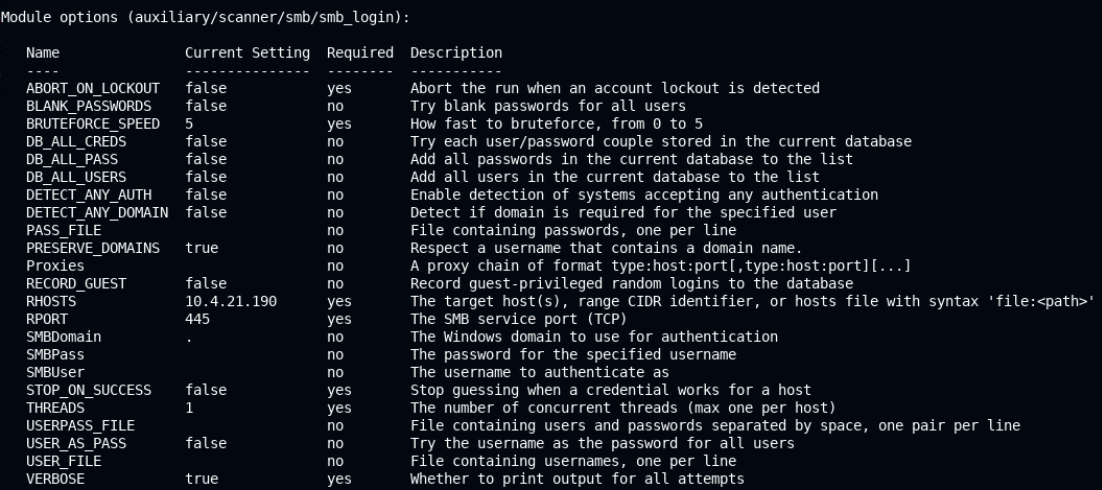 Module options (auxiliary/scanner/smb/smb_login):
Name Current Setting Required Description
---- --------------- -------- -----------
ABORT_ON_LOCKOUT false yes Abort the run when an account lockout is detected
BLANK_PASSWORDS false no Try blank passwords for all users
BRUTEFORCE_SPEED 5 yes How fast to bruteforce, from 0 to 5
DB_ALL_CREDS false no Try each user/password couple stored in the current database
DB_ALL_PASS false no Add all passwords in the current database to the list
DB_ALL_USERS false no Add all users in the current database to the list
DETECT_ANY_AUTH false no Enable detection of systems accepting any authentication
DETECT_ANY_DOMAIN false no Detect if domain is required for the specified user
PASS_FILE no File containing passwords, one per line
PRESERVE_DOMAINS true no Respect a username that contains a domain name.
Proxies no A proxy chain of format type:host:port[,type:host:port][...]
RECORD_GUEST false no Record guest-privileged random logins to the database
RHOSTS 10.4.21.190 yes The target host(s), range CIDR identifier, or hosts file with syntax 'file:<path>'
RPORT 445 yes The SMB service port (TCP)
SMBDomain . no The Windows domain to use for authentication
SMBPass no The password for the specified username
SMBUser no The username to authenticate as
STOP_ON_SUCCESS false yes Stop guessing when a credential works for a host
THREADS 1 yes The number of concurrent threads (max one per host)
USERPASS_FILE no File containing users and passwords separated by space, one pair per line
USER_AS_PASS false no Try the username as the password for all users
USER_FILE no File containing usernames, one per line
VERBOSE true yes Whether to print output for all attempts